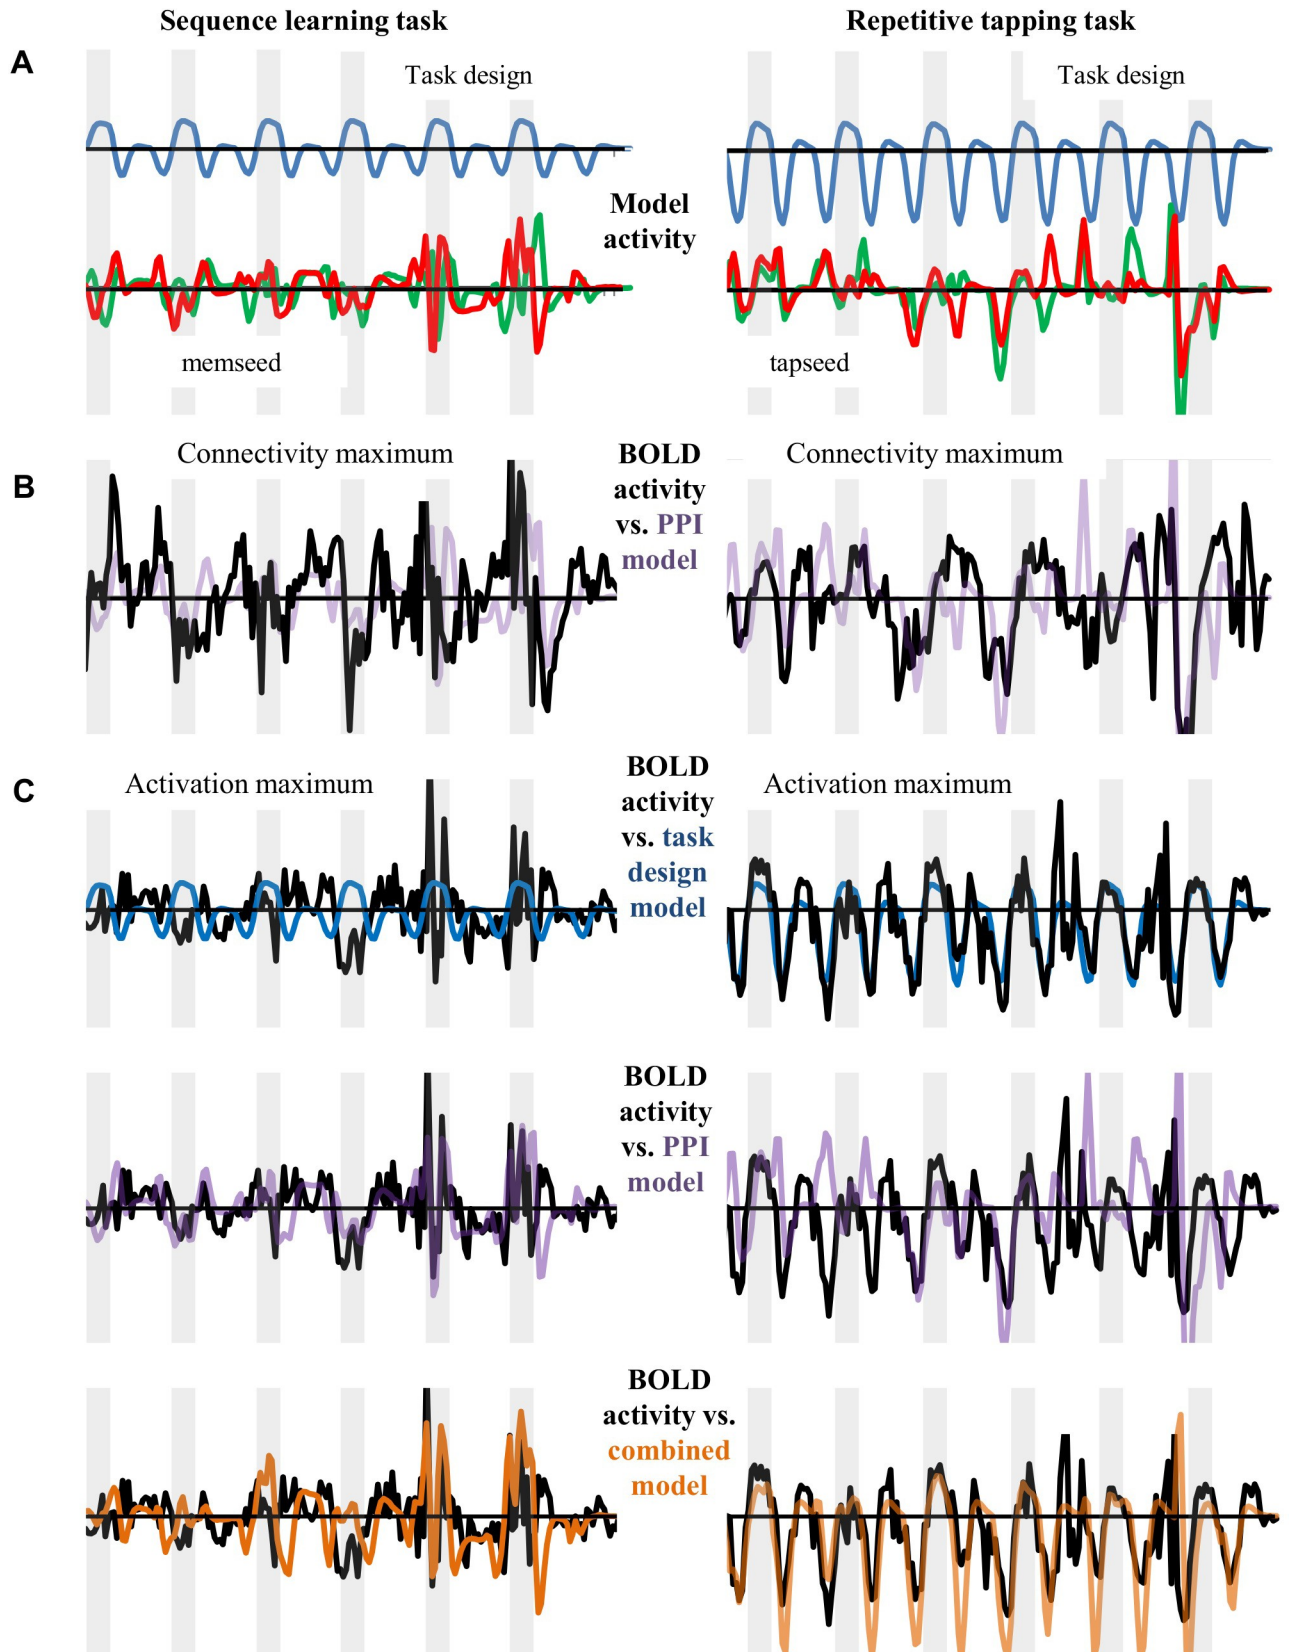 Sequence learning task
Repetitive tapping task
A
Task design
Task design
Model
activity
memseed
tapseed
B
Connectivity maximum
BOLD
activity
vs. PPI
model
Connectivity maximum
C
Activation maximum
BOLD
activity
vs. task
design
model
Activation maximum
BOLD
activity
vs. PPI
model
BOLD
activity vs.
combined
model